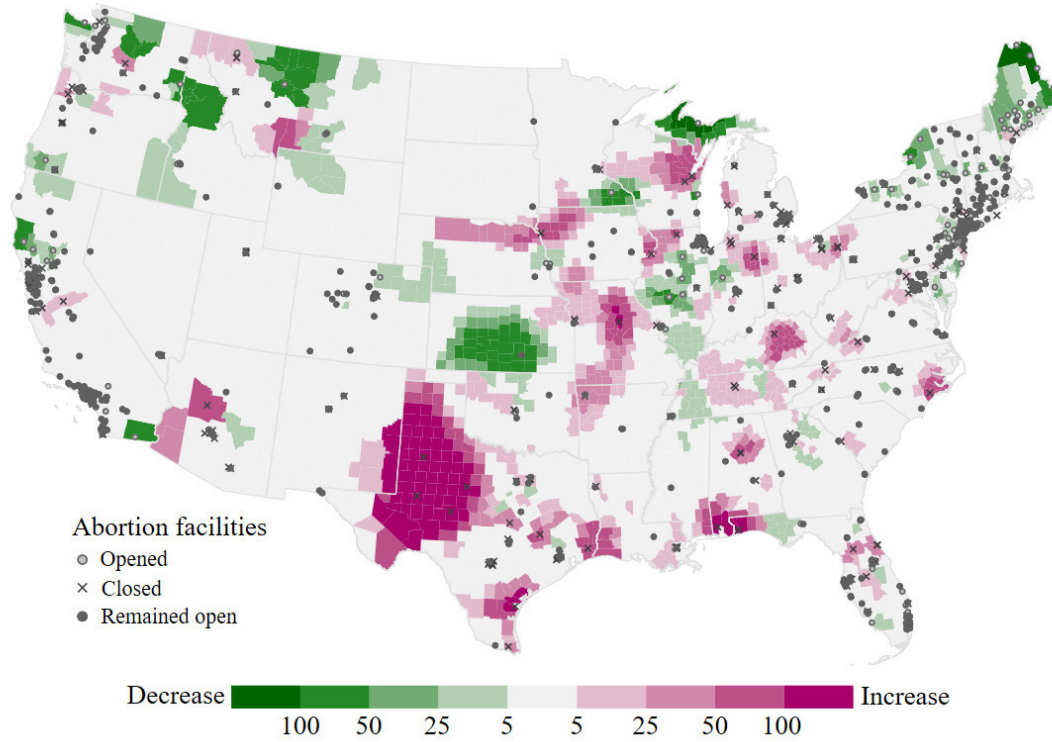 Abortion facilities
Opened
Closed
Remained open
Decrease Increase
100 50 25 5 5 25 50 100